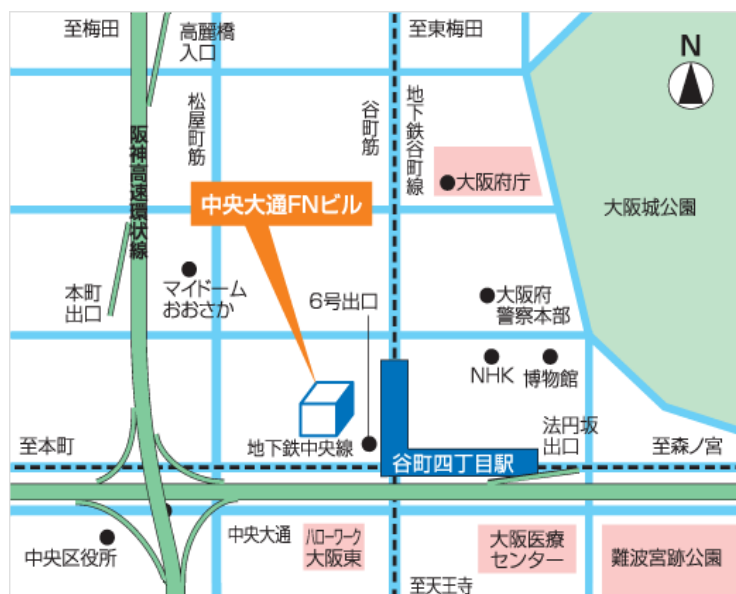 至梅田
高麗橋
入口
至東梅田
N
松屋町筋
谷町筋
地下鉄谷町線
阪神高速環状線
大阪府庁
中央大通FNビル
大阪城公園
本町
出口
マイドーム
おおさか
6号出口
大阪府
警察本部
NHK
博物館
法円坂
出口
至本町
地下鉄中央線
至森ノ宮
谷町四丁目駅
中央区役所
中央大通
ハローワーク
大阪東
大阪医療
センター
難波宮跡公園
至天王寺